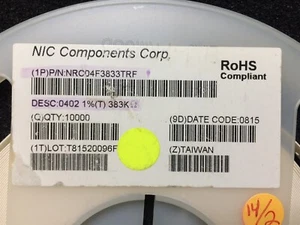 NIC Components Corp.
RoHS
Compliant
(1P)P/N:NRC04F3833TRF
DESC:0402 1%(T) 383K
(Q)QTY:10000
(9D)DATE CODE:0815
(1T)LOT:T81520096F
(Z)TAIWAN
14/2